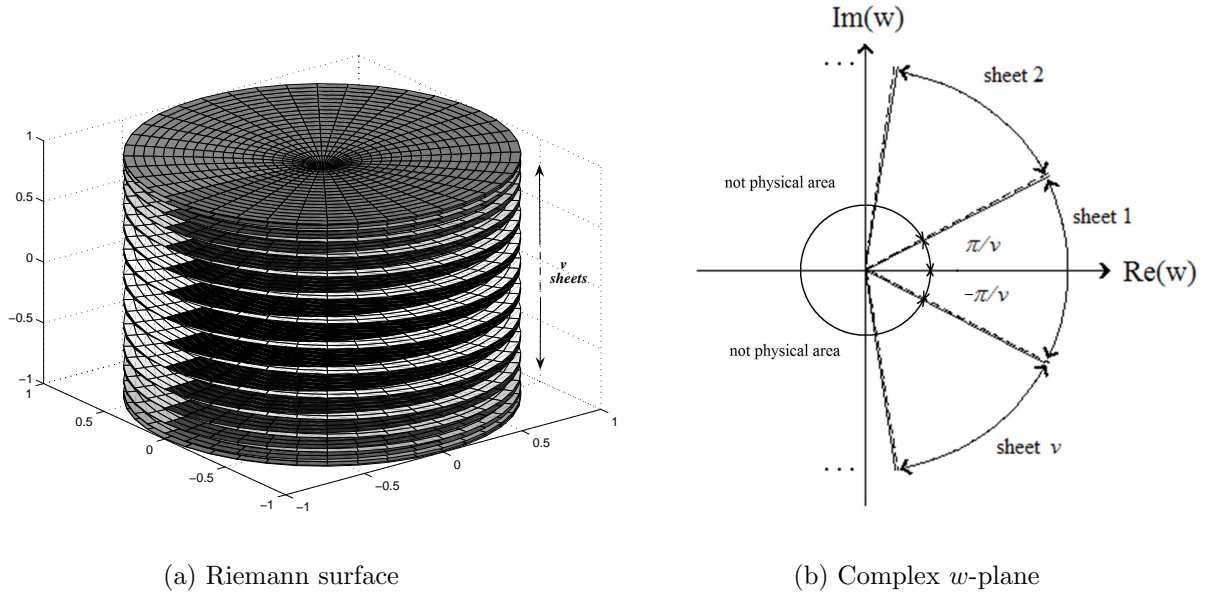 1
0.5
0
−0.5
−1
1
0.5
0
−0.5
−1
−1
−0.5
0
0.5
1
v
sheets
(a) Riemann surface
Im(w)
...
sheet 2
not physical area
sheet 1
π/v
Re(w)
-π/v
not physical area
sheet v
...
(b) Complex w-plane